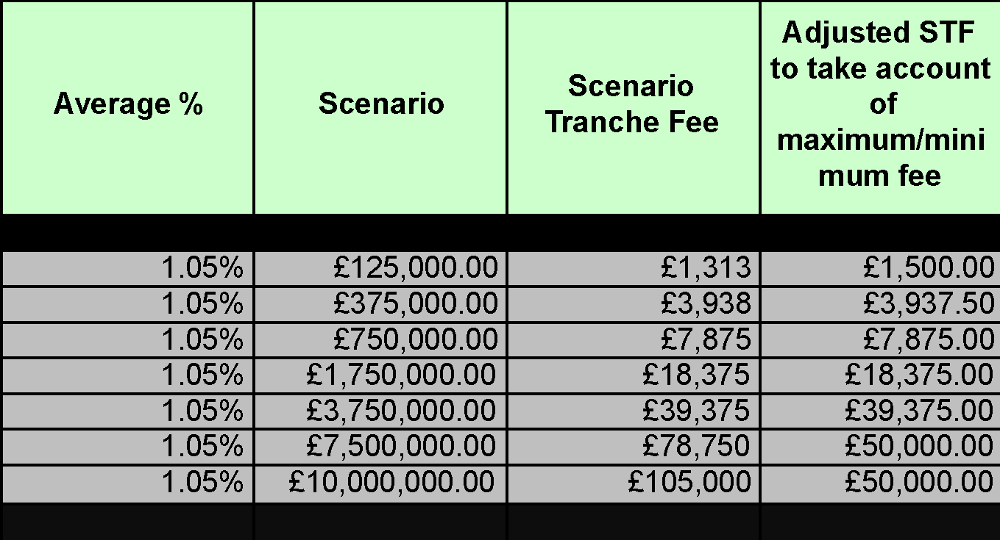 Average %
Scenario
Scenario
Tranche Fee
Adjusted STF
to take account
of
maximum/mini
mum fee
1.05% £125,000.00 £1,313 £1,500.00
1.05% £375,000.00 £3,938 £3,937.50
1.05% £750,000.00 £7,875 £7,875.00
1.05% £1,750,000.00 £18,375 £18,375.00
1.05% £3,750,000.00 £39,375 £39,375.00
1.05% £7,500,000.00 £78,750 £50,000.00
1.05% £10,000,000.00 £105,000 £50,000.00